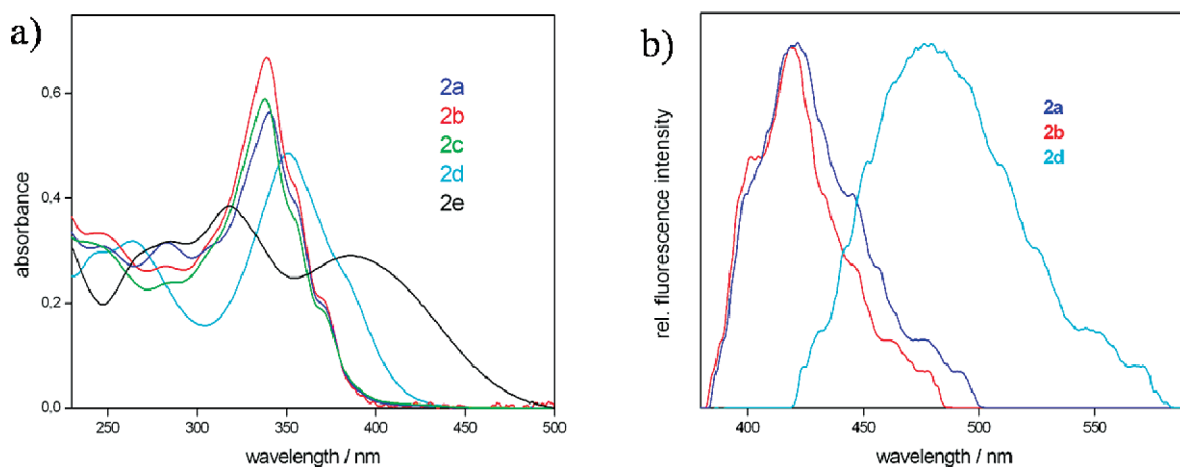 a)
0.6
0.4
0.2
0.0
absorbance
2a
2b
2c
2d
2e
250 300 350 400 450 500
wavelength / nm
b)
rel. fluorescence intensity
2a
2b
2d
400 450 500 550
wavelength / nm